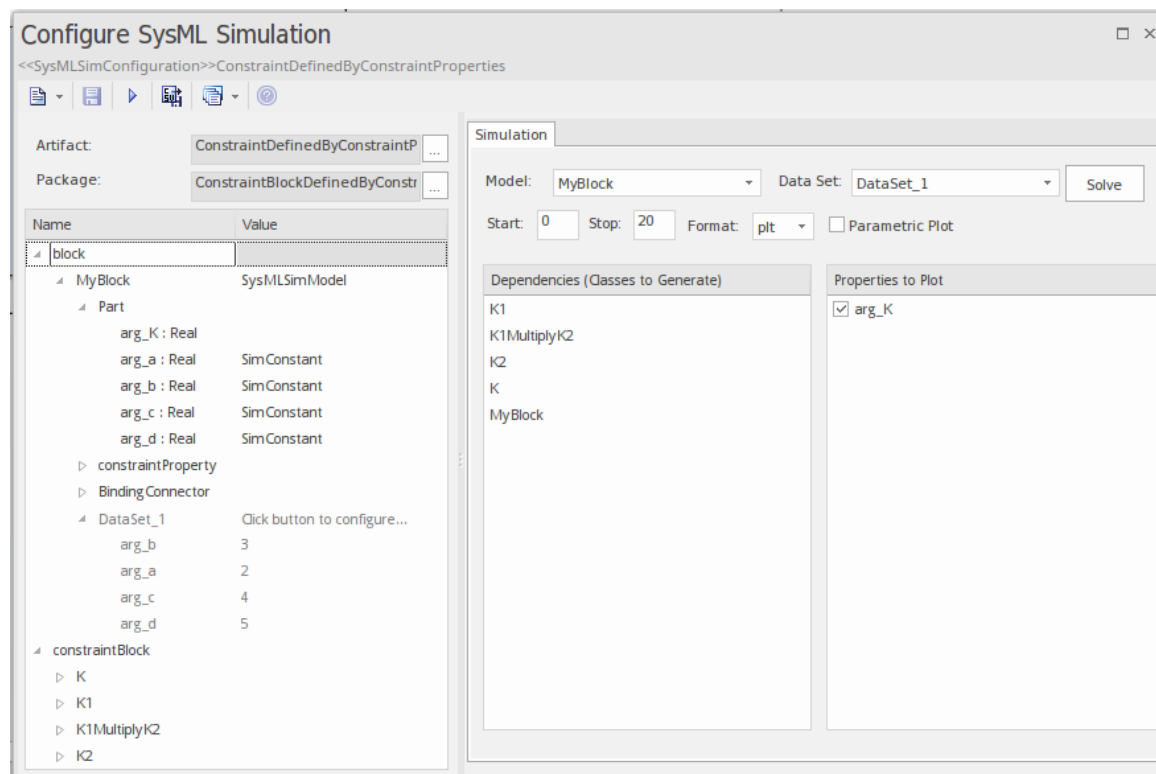 Configure SysML Simulation
<<SysMLSimConfiguration>>ConstraintDefinedByConstraintProperties
Artifact: ConstraintDefinedByConstraintP ...
Package: ConstraintBlockDefinedByConstr ...
Name Value
block
MyBlock SysMLSimModel
Part
arg_K : Real
arg_a : Real SimConstant
arg_b : Real SimConstant
arg_c : Real SimConstant
arg_d : Real SimConstant
constraintProperty
BindingConnector
DataSet_1 Click button to configure...
arg_b 3
arg_a 2
arg_c 4
arg_d 5
constraintBlock
K
K1
K1MultiplyK2
K2
Simulation
Model: MyBlock Data Set: DataSet_1 Solve
Start: 0 Stop: 20 Format: plt Parametric Plot
Dependencies (Classes to Generate)
K1
K1MultiplyK2
K2
K
MyBlock
Properties to Plot
arg_K